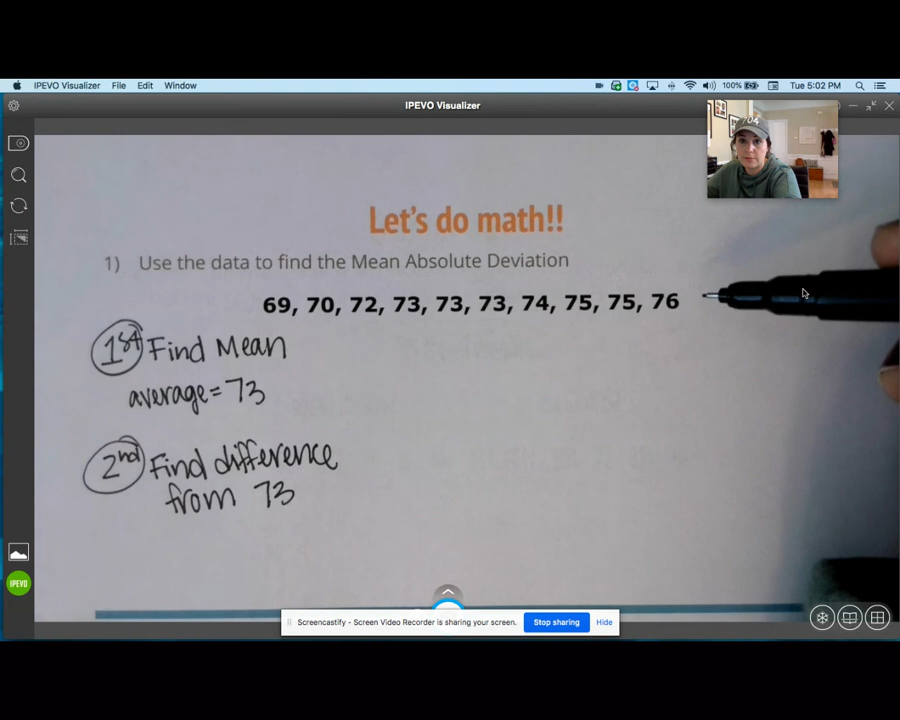 IPEVO Visualizer File Edit Window 100% Tue 5:02 PM
IPEVO Visualizer
704
Let's do math!!
1) Use the data to find the Mean Absolute Deviation
69, 70, 72, 73, 73, 73, 74, 75, 75, 76
1st Find Mean
average = 73
2nd Find difference
from 73
IPEVO
Screencastify - Screen Video Recorder is sharing your screen. Stop sharing Hide